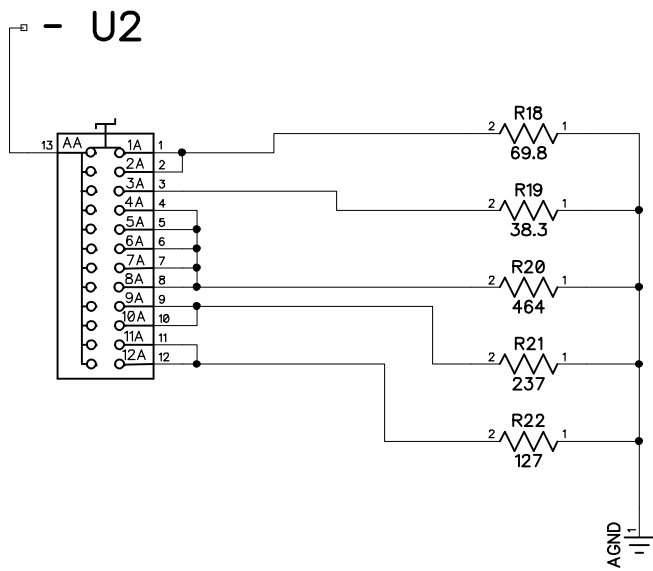 - U2
13
AA
1A 1
2A 2
3A 3
4A 4
5A 5
6A 6
7A 7
8A 8
9A 9
10A 10
11A 11
12A 12
R18
2 1
69.8
R19
2 1
38.3
R20
2 1
464
R21
2 1
237
R22
2 1
127
AGND
1